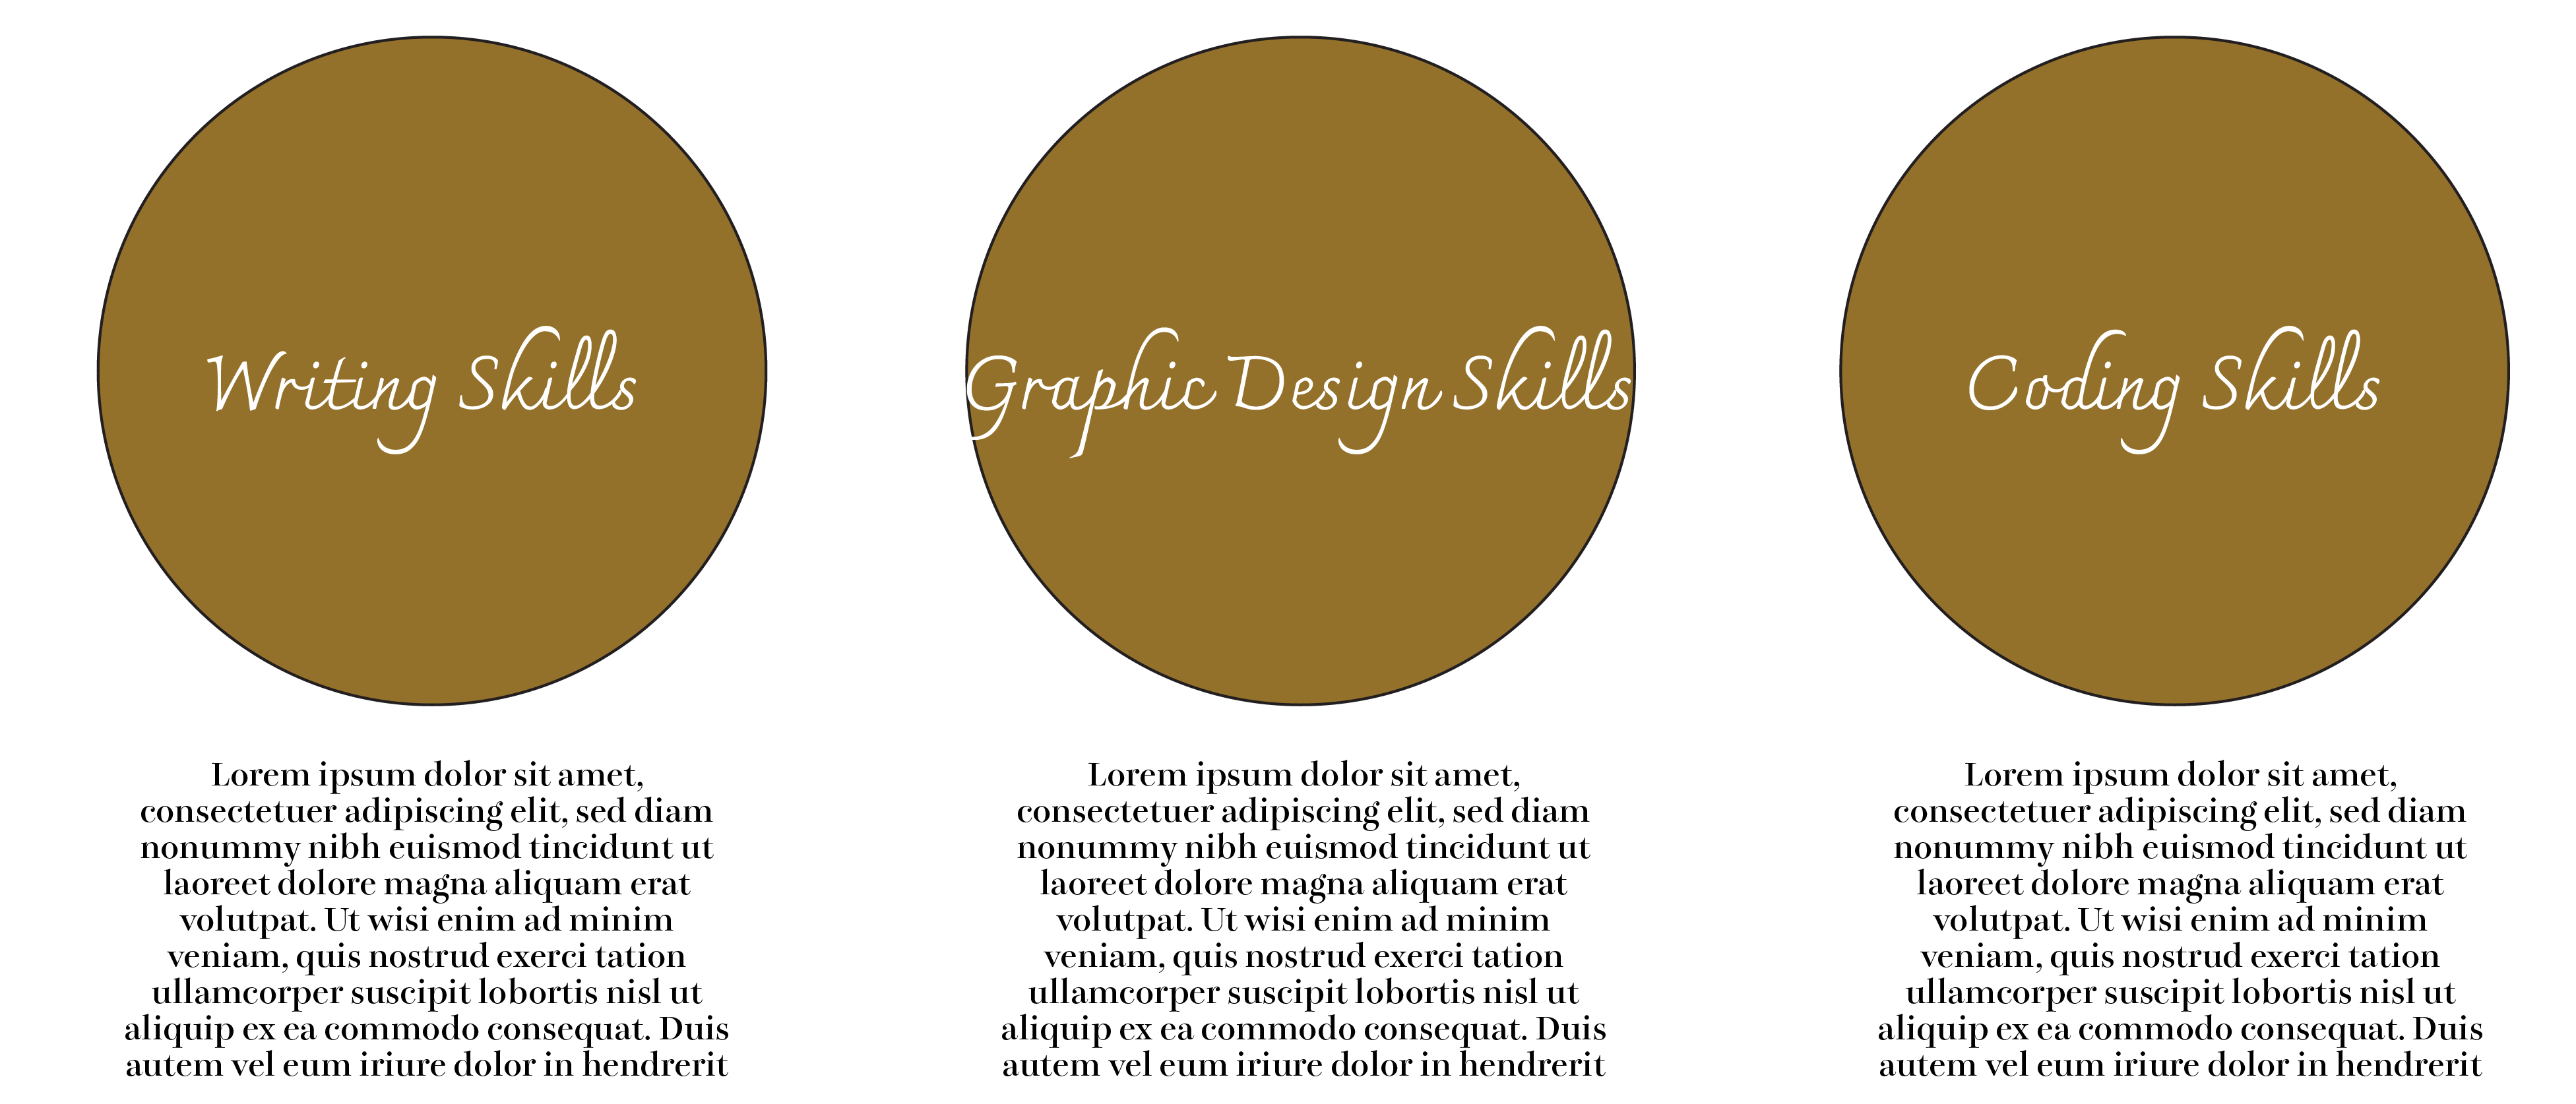 Writing Skills
Graphic Design Skills
Coding Skills
Lorem ipsum dolor sit amet,
consectetuer adipiscing elit, sed diam
nonummy nibh euismod tincidunt ut
laoreet dolore magna aliquam erat
volutpat. Ut wisi enim ad minim
veniam, quis nostrud exerci tation
ullamcorper suscipit lobortis nisl ut
aliquip ex ea commodo consequat. Duis
autem vel eum iriure dolor in hendrerit
Lorem ipsum dolor sit amet,
consectetuer adipiscing elit, sed diam
nonummy nibh euismod tincidunt ut
laoreet dolore magna aliquam erat
volutpat. Ut wisi enim ad minim
veniam, quis nostrud exerci tation
ullamcorper suscipit lobortis nisl ut
aliquip ex ea commodo consequat. Duis
autem vel eum iriure dolor in hendrerit
Lorem ipsum dolor sit amet,
consectetuer adipiscing elit, sed diam
nonummy nibh euismod tincidunt ut
laoreet dolore magna aliquam erat
volutpat. Ut wisi enim ad minim
veniam, quis nostrud exerci tation
ullamcorper suscipit lobortis nisl ut
aliquip ex ea commodo consequat. Duis
autem vel eum iriure dolor in hendrerit